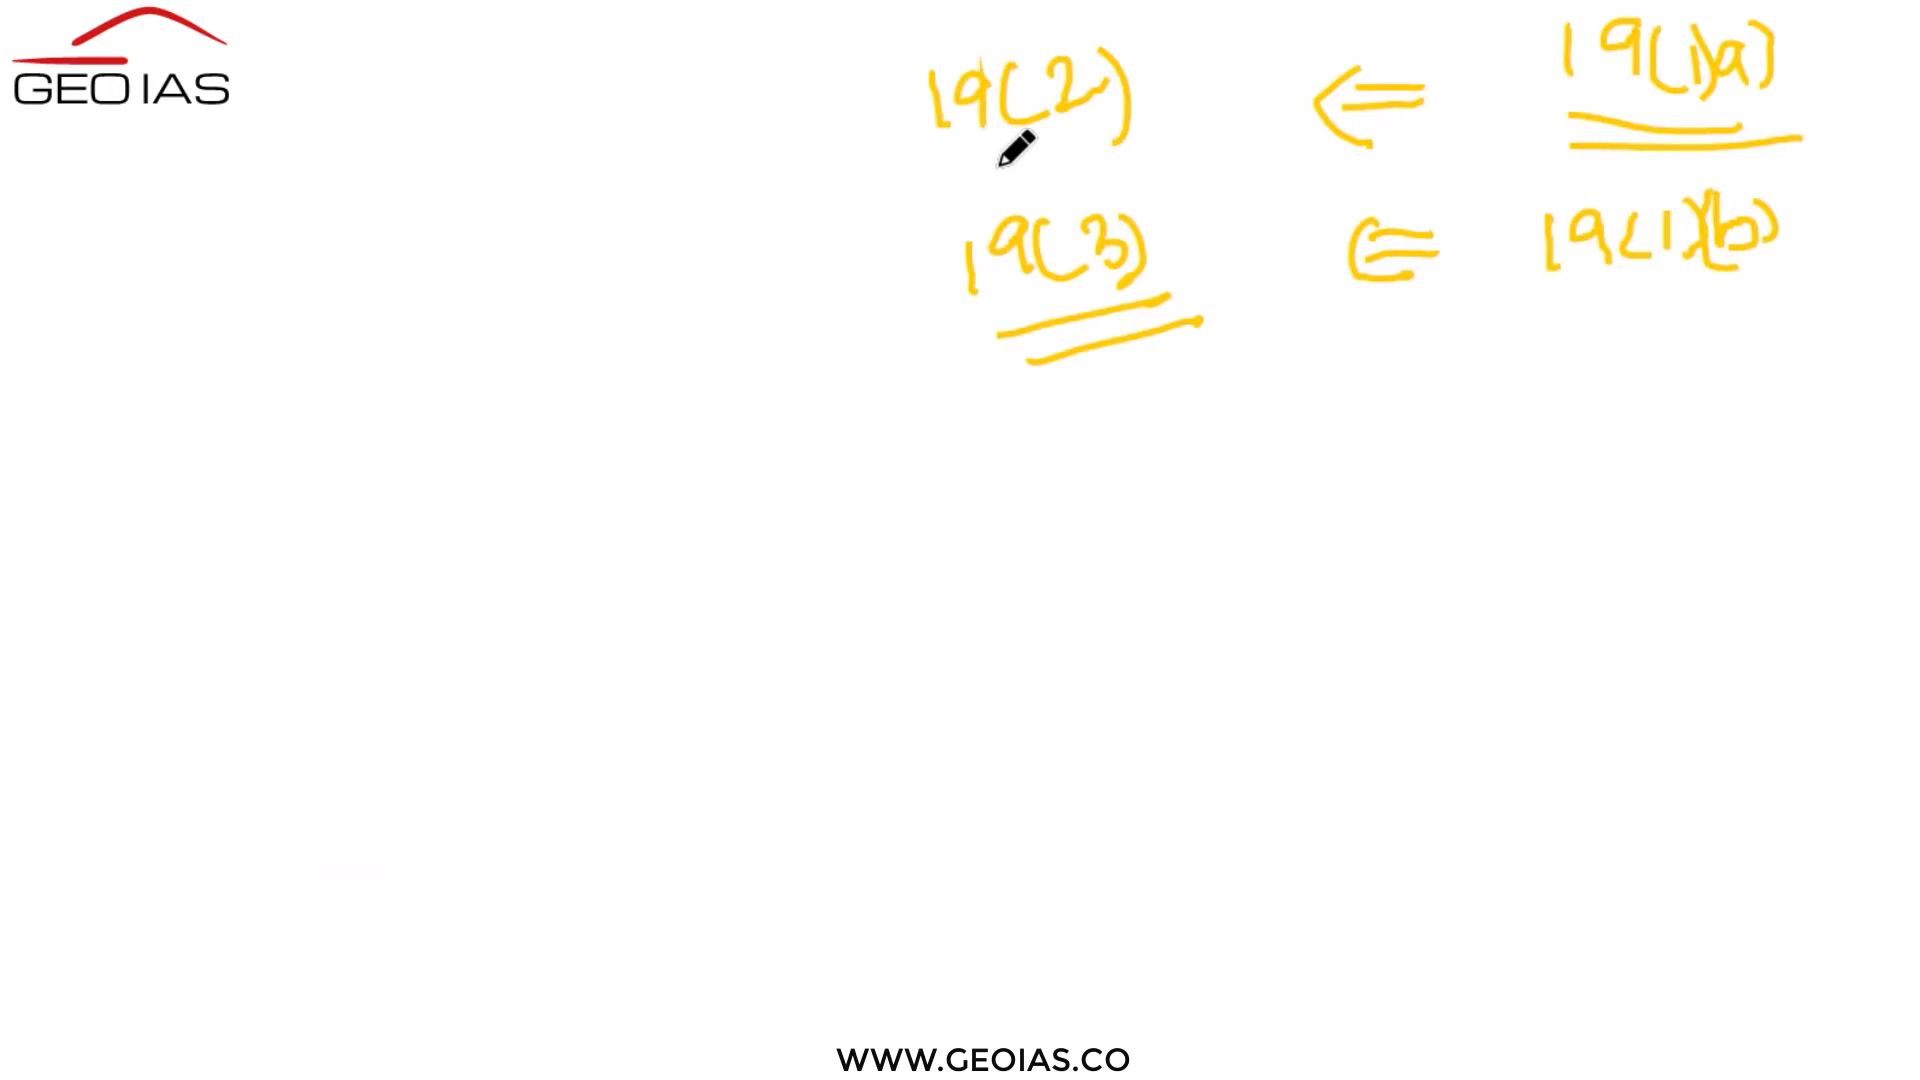 GEO IAS
19(2) <= 19(1)a)
19(3) <= 19(1)(b)
WWW.GEOIAS.CO